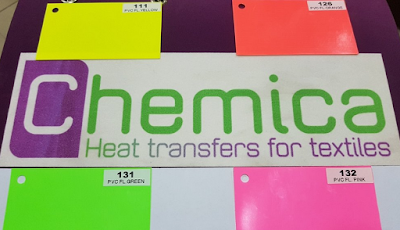 111
PVC FL.YELLOW
126
PVC FL.ORANGE
Chemica
Heat transfers for textiles
131
PVC FL.GREEN
132
PVC FL. PINK